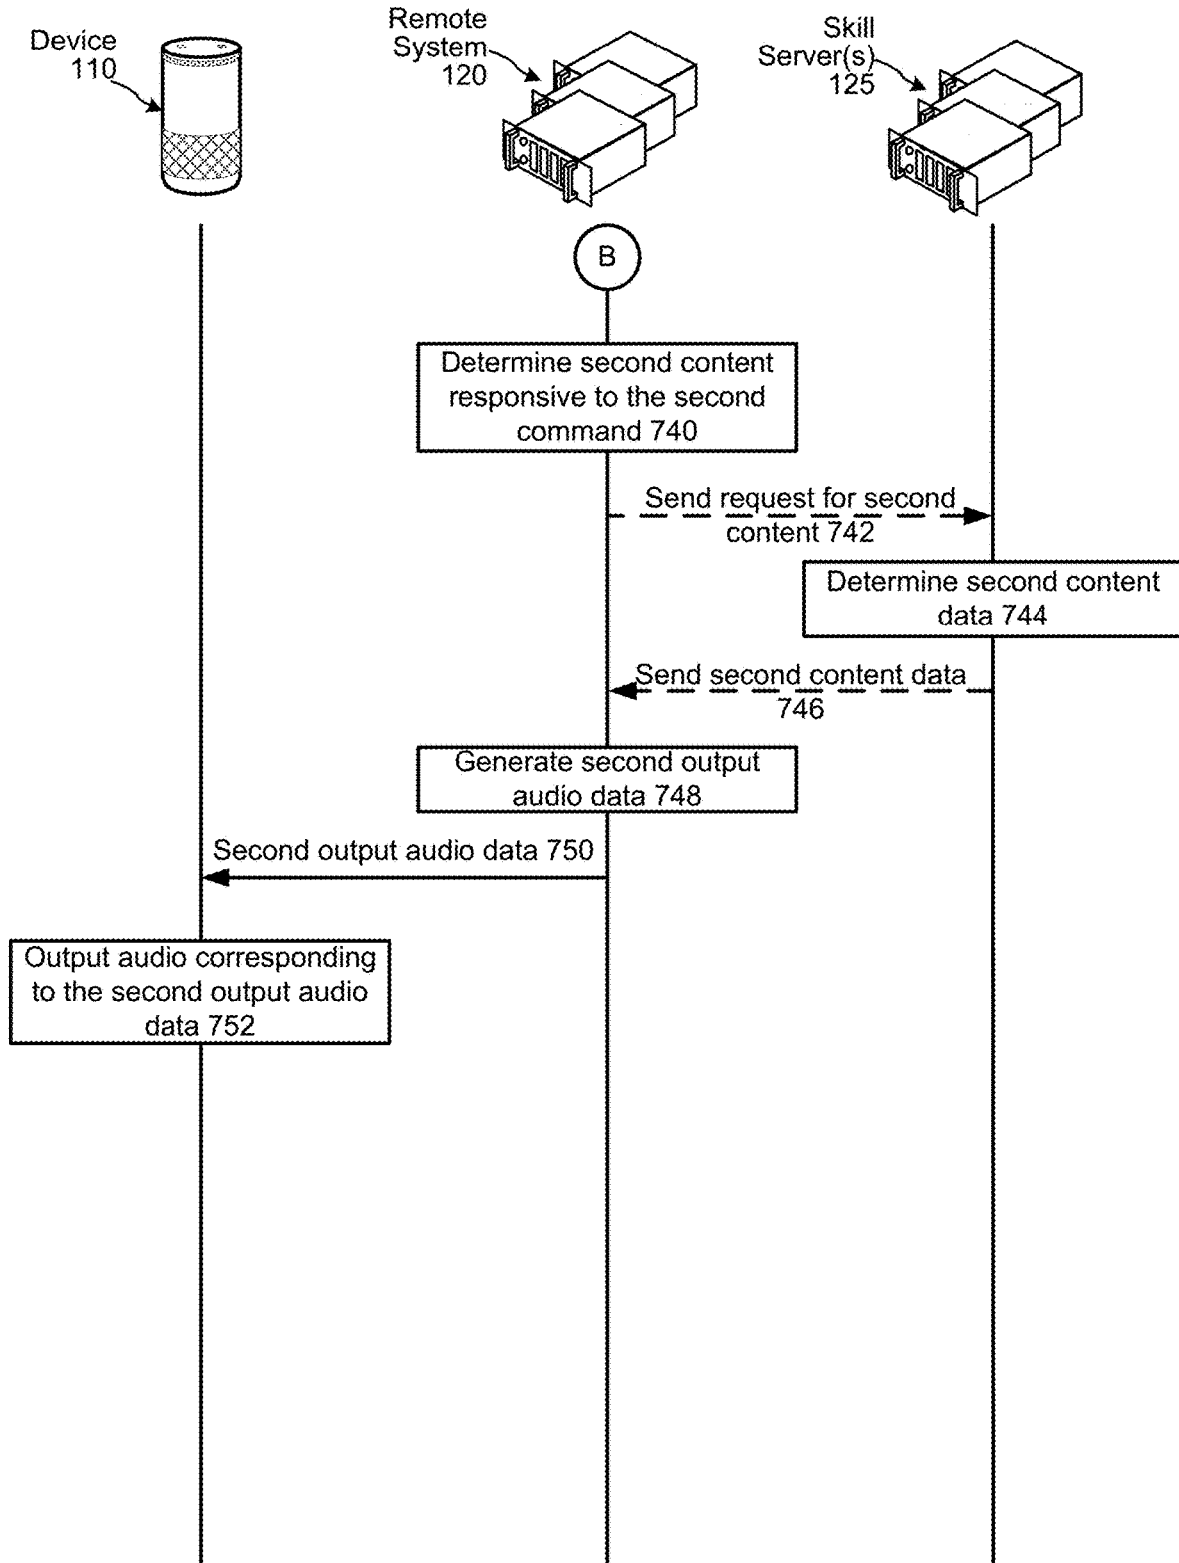 Device
110
Remote
System
120
Skill
Server(s)
125
B
Determine second content
responsive to the second
command 740
Send request for second
content 742
Determine second content
data 744
Send second content data
746
Generate second output
audio data 748
Second output audio data 750
Output audio corresponding
to the second output audio
data 752